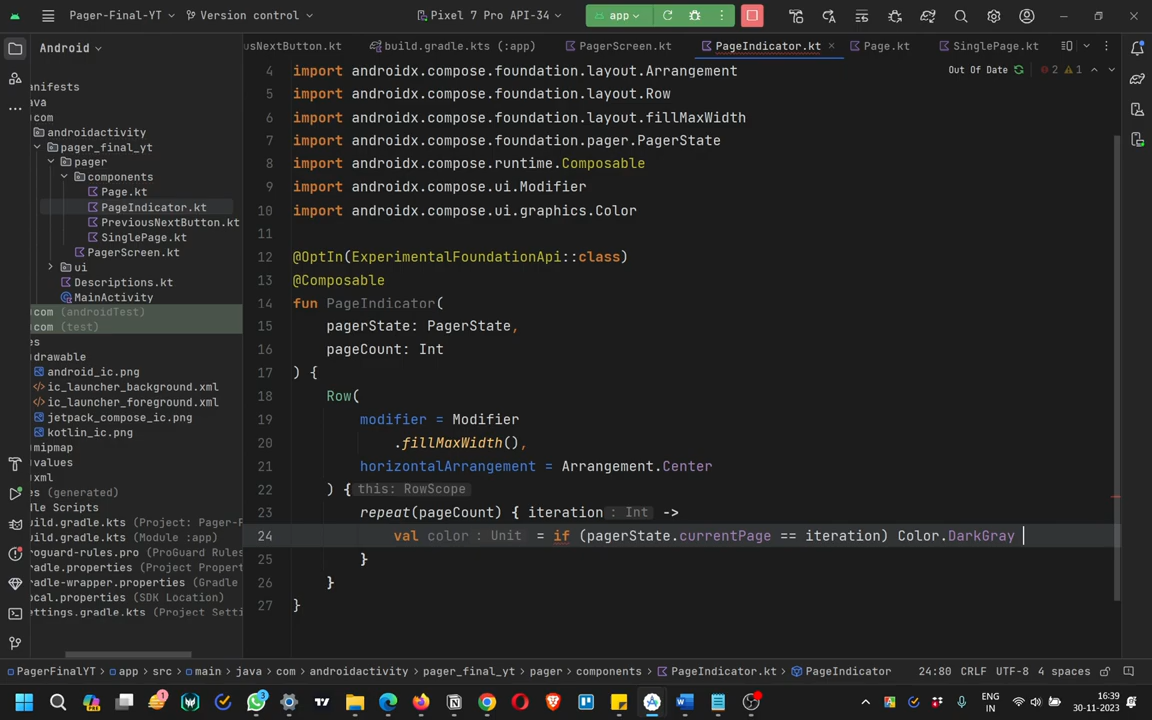 Pager-Final-YT
Version control
Pixel 7 Pro API-34
app
Android
usNextButton.kt
build.gradle.kts (:app)
PagerScreen.kt
PageIndicator.kt
Page.kt
SinglePage.kt
Out Of Date
2
1
anifests
ava
com
androidactivity
pager_final_yt
pager
components
Page.kt
PageIndicator.kt
PreviousNextButton.kt
SinglePage.kt
PagerScreen.kt
ui
Descriptions.kt
MainActivity
com (androidTest)
com (test)
es
drawable
android_ic.png
ic_launcher_background.xml
ic_launcher_foreground.xml
jetpack_compose_ic.png
kotlin_ic.png
mipmap
values
xml
es (generated)
dle Scripts
uild.gradle.kts (Project: Pager-F
uild.gradle.kts (Module :app)
roguard-rules.pro (ProGuard Rules
radle.properties (Project Propert
radle-wrapper.properties (Gradle
ocal.properties (SDK Location)
ettings.gradle.kts (Project Setti
4 import androidx.compose.foundation.layout.Arrangement
5 import androidx.compose.foundation.layout.Row
6 import androidx.compose.foundation.layout.fillMaxWidth
7 import androidx.compose.foundation.pager.PagerState
8 import androidx.compose.runtime.Composable
9 import androidx.compose.ui.Modifier
10 import androidx.compose.ui.graphics.Color
11
12 @OptIn(ExperimentalFoundationApi::class)
13 @Composable
14 fun PageIndicator(
15 pagerState: PagerState,
16 pageCount: Int
17 ) {
18 Row(
19 modifier = Modifier
20 .fillMaxWidth(),
21 horizontalArrangement = Arrangement.Center
22 ) { this: RowScope
23 repeat(pageCount) { iteration : Int ->
24 val color : Unit = if (pagerState.currentPage == iteration) Color.DarkGray
25 }
26 }
27 }
PagerFinalYT > app > src > main > java > com > androidactivity > pager_final_yt > pager > components > PageIndicator.kt > PageIndicator
24:80 CRLF UTF-8 4 spaces
1
3
ENG
IN
16:39
30-11-2023